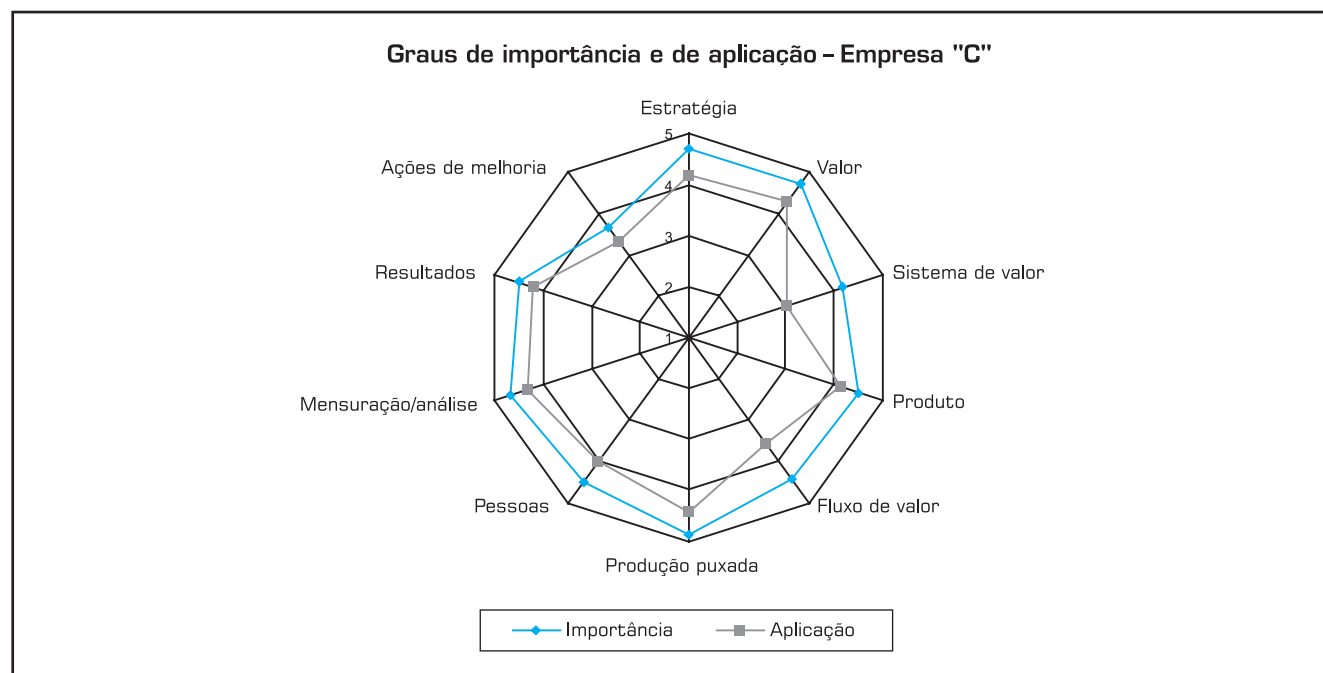 Graus de importância e de aplicação – Empresa "C"
Estratégia
5
Ações de melhoria
Valor
4
3
Resultados
Sistema de valor
2
1
Mensuração/análise
Produto
Pessoas
Fluxo de valor
Produção puxada
Importância
Aplicação